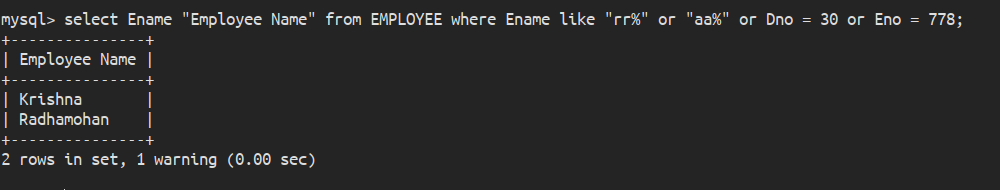 mysql> select Ename "Employee Name" from EMPLOYEE where Ename like "rr%" or "aa%" or Dno = 30 or Eno = 778;
+---------------+
| Employee Name |
+---------------+
| Krishna       |
| Radhamohan    |
+---------------+
2 rows in set, 1 warning (0.00 sec)